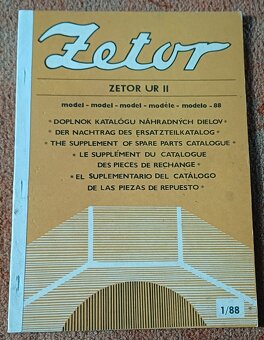 Zetor
ZETOR UR II
model - model - model - modèle - modelo - 88
* DOPLNOK KATALÓGU NÁHRADNÝCH DIELOV *
* DER NACHTRAG DES ERSATZTEILKATALOG *
* THE SUPPLEMENT OF SPARE PARTS CATALOGUE *
* LE SUPPLÉMENT DU CATALOGUE
DES PIECES DE RECHANGE *
* EL SUPLEMENTARIO DEL CATÁLOGO
DE LAS PIEZAS DE REPUESTO *
1/88